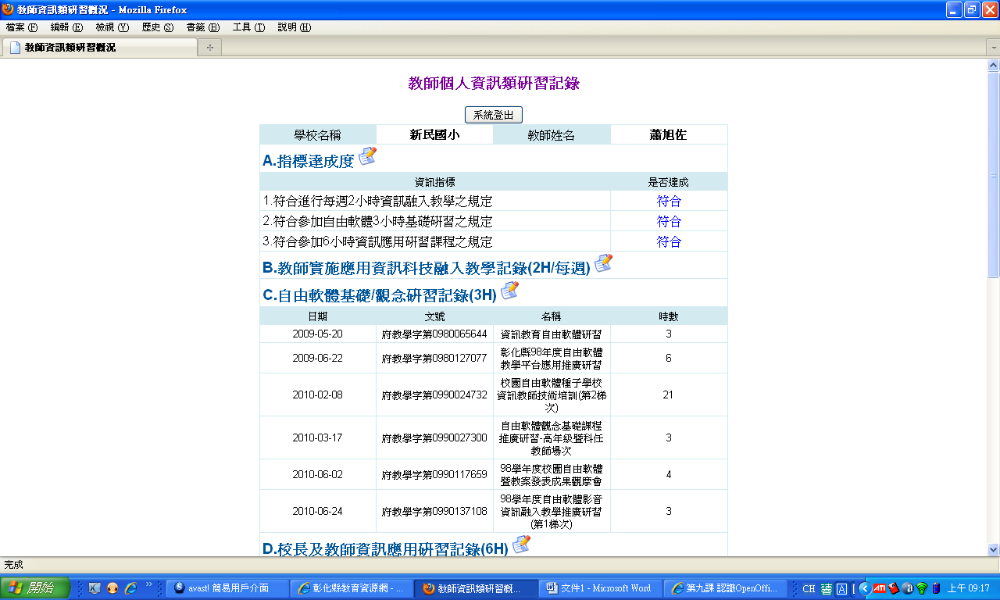 教師資訊類研習概況 - Mozilla Firefox
檔案(F) 編輯(E) 檢視(V) 歷史(S) 書籤(B) 工具(T) 說明(H)
教師資訊類研習概況
教師個人資訊類研習記錄
系統登出
學校名稱 新民國小 教師姓名 蕭旭佐
A.指標達成度
資訊指標 是否達成
1.符合進行每週2小時資訊融入教學之規定 符合
2.符合參加自由軟體3小時基礎研習之規定 符合
3.符合參加6小時資訊應用研習課程之規定 符合
B.教師實施應用資訊科技融入教學記錄(2H/每週)
C.自由軟體基礎/觀念研習記錄(3H)
日期 文號 名稱 時數
2009-05-20 府教學字第0980065644 資訊教育自由軟體研習 3
2009-06-22 府教學字第0980127077 彰化縣98年度自由軟體
教學平台應用推廣研習 6
2010-02-08 府教學字第0990024732 校園自由軟體種子學校
資訊教師技術培訓(第2梯
次) 21
2010-03-17 府教學字第0990027300 自由軟體觀念基礎課程
推廣研習-高年級暨科任
教師場次 3
2010-06-02 府教學字第0990117659 98學年度校園自由軟體
暨教案發表成果觀摩會 4
2010-06-24 府教學字第0990137108 98學年度自由軟體影音
資訊融入教學推廣研習
(第1梯次) 3
D.校長及教師資訊應用研習記錄(6H)
完成
開始 avast! 簡易用戶介面 彰化縣教育資源網 - ... 教師資訊類研習概... 文件1 - Microsoft Word 第九課 認識OpenOffi... CH A ATI 上午 09:17